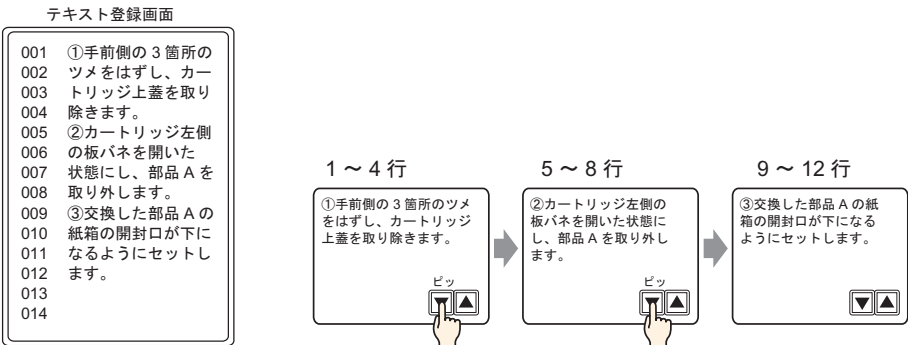 テキスト登録画面
001 ①手前側の3箇所の
002 ツメをはずし、カー
003 トリッジ上蓋を取り
004 除きます。
005 ②カートリッジ左側
006 の板バネを開いた
007 状態にし、部品Aを
008 取り外します。
009 ③交換した部品Aの
010 紙箱の開封口が下に
011 なるようにセットし
012 ます。
013
014
1～4行
①手前側の3箇所のツメ
をはずし、カートリッジ
上蓋を取り除きます。
ピッ
▼▲
5～8行
②カートリッジ左側の
板バネを開いた状態に
し、部品Aを取り外し
ます。
ピッ
▼▲
9～12行
③交換した部品Aの紙
箱の開封口が下になる
ようにセットします。
▼▲